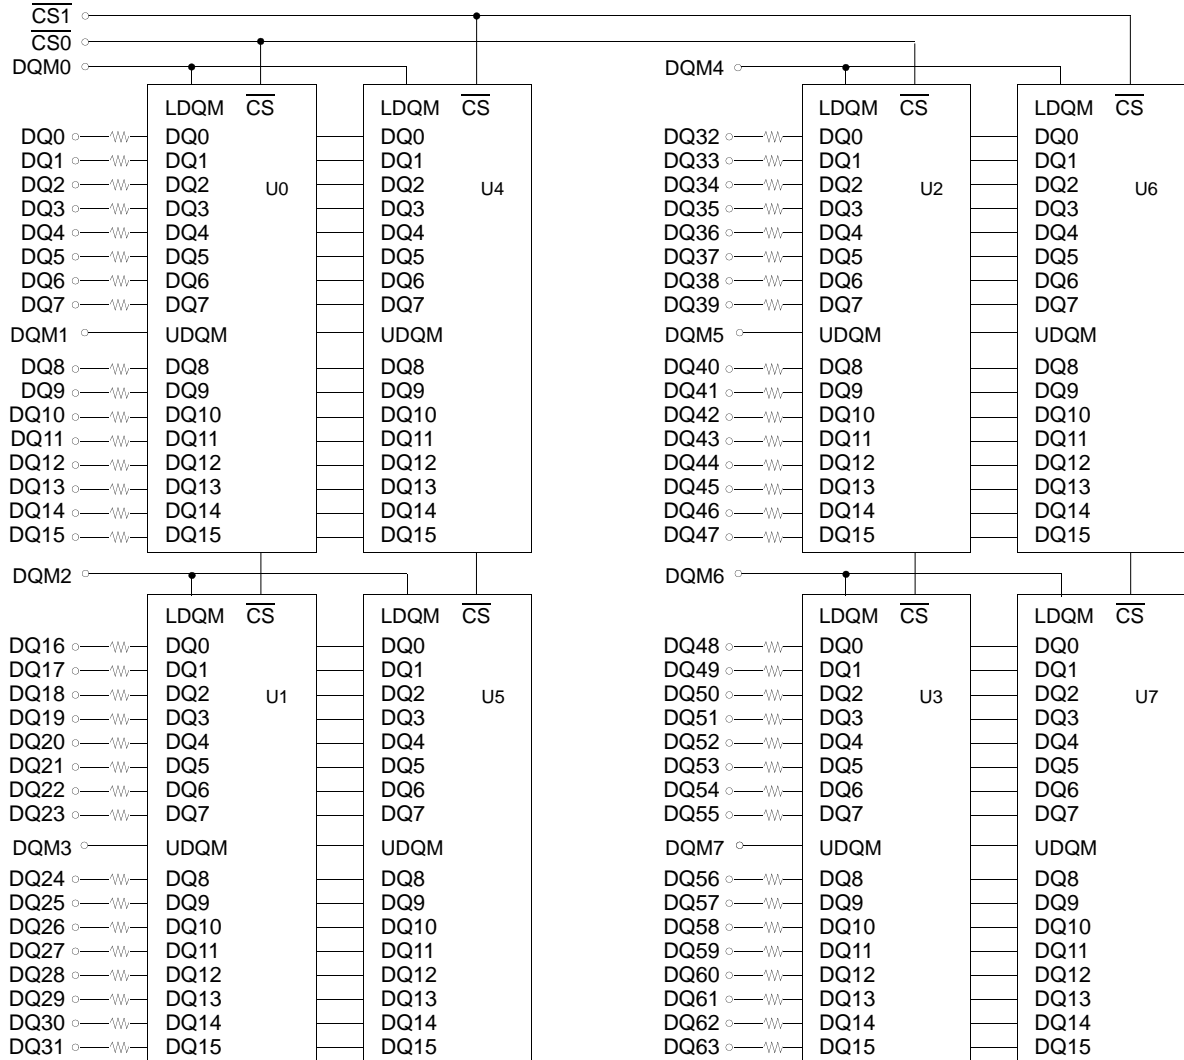 CS1
CS0
DQM0 DQM4
LDQM CS LDQM CS LDQM CS LDQM CS
DQ0 DQ0 DQ0 DQ32 DQ0 DQ0
DQ1 DQ1 DQ1 DQ33 DQ1 DQ1
DQ2 DQ2 U0 DQ2 U4 DQ34 DQ2 U2 DQ2 U6
DQ3 DQ3 DQ3 DQ35 DQ3 DQ3
DQ4 DQ4 DQ4 DQ36 DQ4 DQ4
DQ5 DQ5 DQ5 DQ37 DQ5 DQ5
DQ6 DQ6 DQ6 DQ38 DQ6 DQ6
DQ7 DQ7 DQ7 DQ39 DQ7 DQ7
DQM1 UDQM UDQM DQM5 UDQM UDQM
DQ8 DQ8 DQ8 DQ40 DQ8 DQ8
DQ9 DQ9 DQ9 DQ41 DQ9 DQ9
DQ10 DQ10 DQ10 DQ42 DQ10 DQ10
DQ11 DQ11 DQ11 DQ43 DQ11 DQ11
DQ12 DQ12 DQ12 DQ44 DQ12 DQ12
DQ13 DQ13 DQ13 DQ45 DQ13 DQ13
DQ14 DQ14 DQ14 DQ46 DQ14 DQ14
DQ15 DQ15 DQ15 DQ47 DQ15 DQ15
DQM2 DQM6
LDQM CS LDQM CS LDQM CS LDQM CS
DQ16 DQ0 DQ0 DQ48 DQ0 DQ0
DQ17 DQ1 DQ1 DQ49 DQ1 DQ1
DQ18 DQ2 U1 DQ2 U5 DQ50 DQ2 U3 DQ2 U7
DQ19 DQ3 DQ3 DQ51 DQ3 DQ3
DQ20 DQ4 DQ4 DQ52 DQ4 DQ4
DQ21 DQ5 DQ5 DQ53 DQ5 DQ5
DQ22 DQ6 DQ6 DQ54 DQ6 DQ6
DQ23 DQ7 DQ7 DQ55 DQ7 DQ7
DQM3 UDQM UDQM DQM7 UDQM UDQM
DQ24 DQ8 DQ8 DQ56 DQ8 DQ8
DQ25 DQ9 DQ9 DQ57 DQ9 DQ9
DQ26 DQ10 DQ10 DQ58 DQ10 DQ10
DQ27 DQ11 DQ11 DQ59 DQ11 DQ11
DQ28 DQ12 DQ12 DQ60 DQ12 DQ12
DQ29 DQ13 DQ13 DQ61 DQ13 DQ13
DQ30 DQ14 DQ14 DQ62 DQ14 DQ14
DQ31 DQ15 DQ15 DQ63 DQ15 DQ15